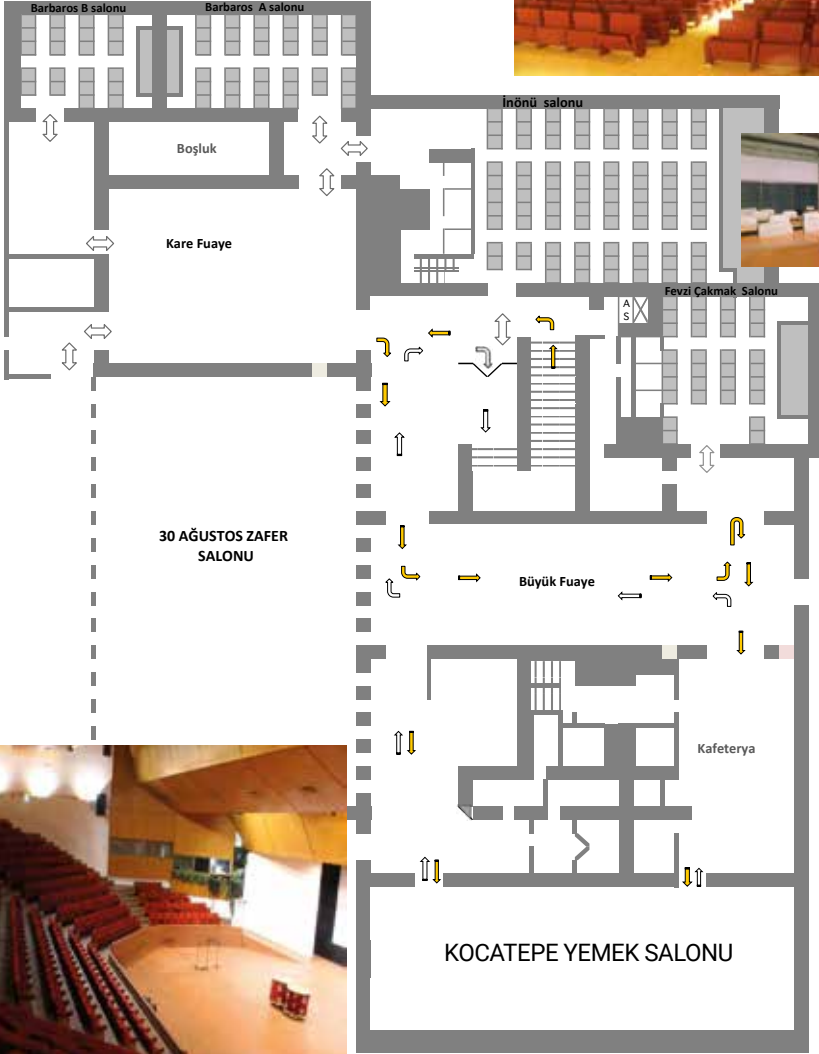 Barbaros B salonu
Barbaros  A salonu
İnönü  salonu
Boşluk
Kare Fuaye
Fevzi Çakmak  Salonu
A
S
30 AĞUSTOS ZAFER
SALONU
Büyük Fuaye
Kafeterya
KOCATEPE YEMEK SALONU